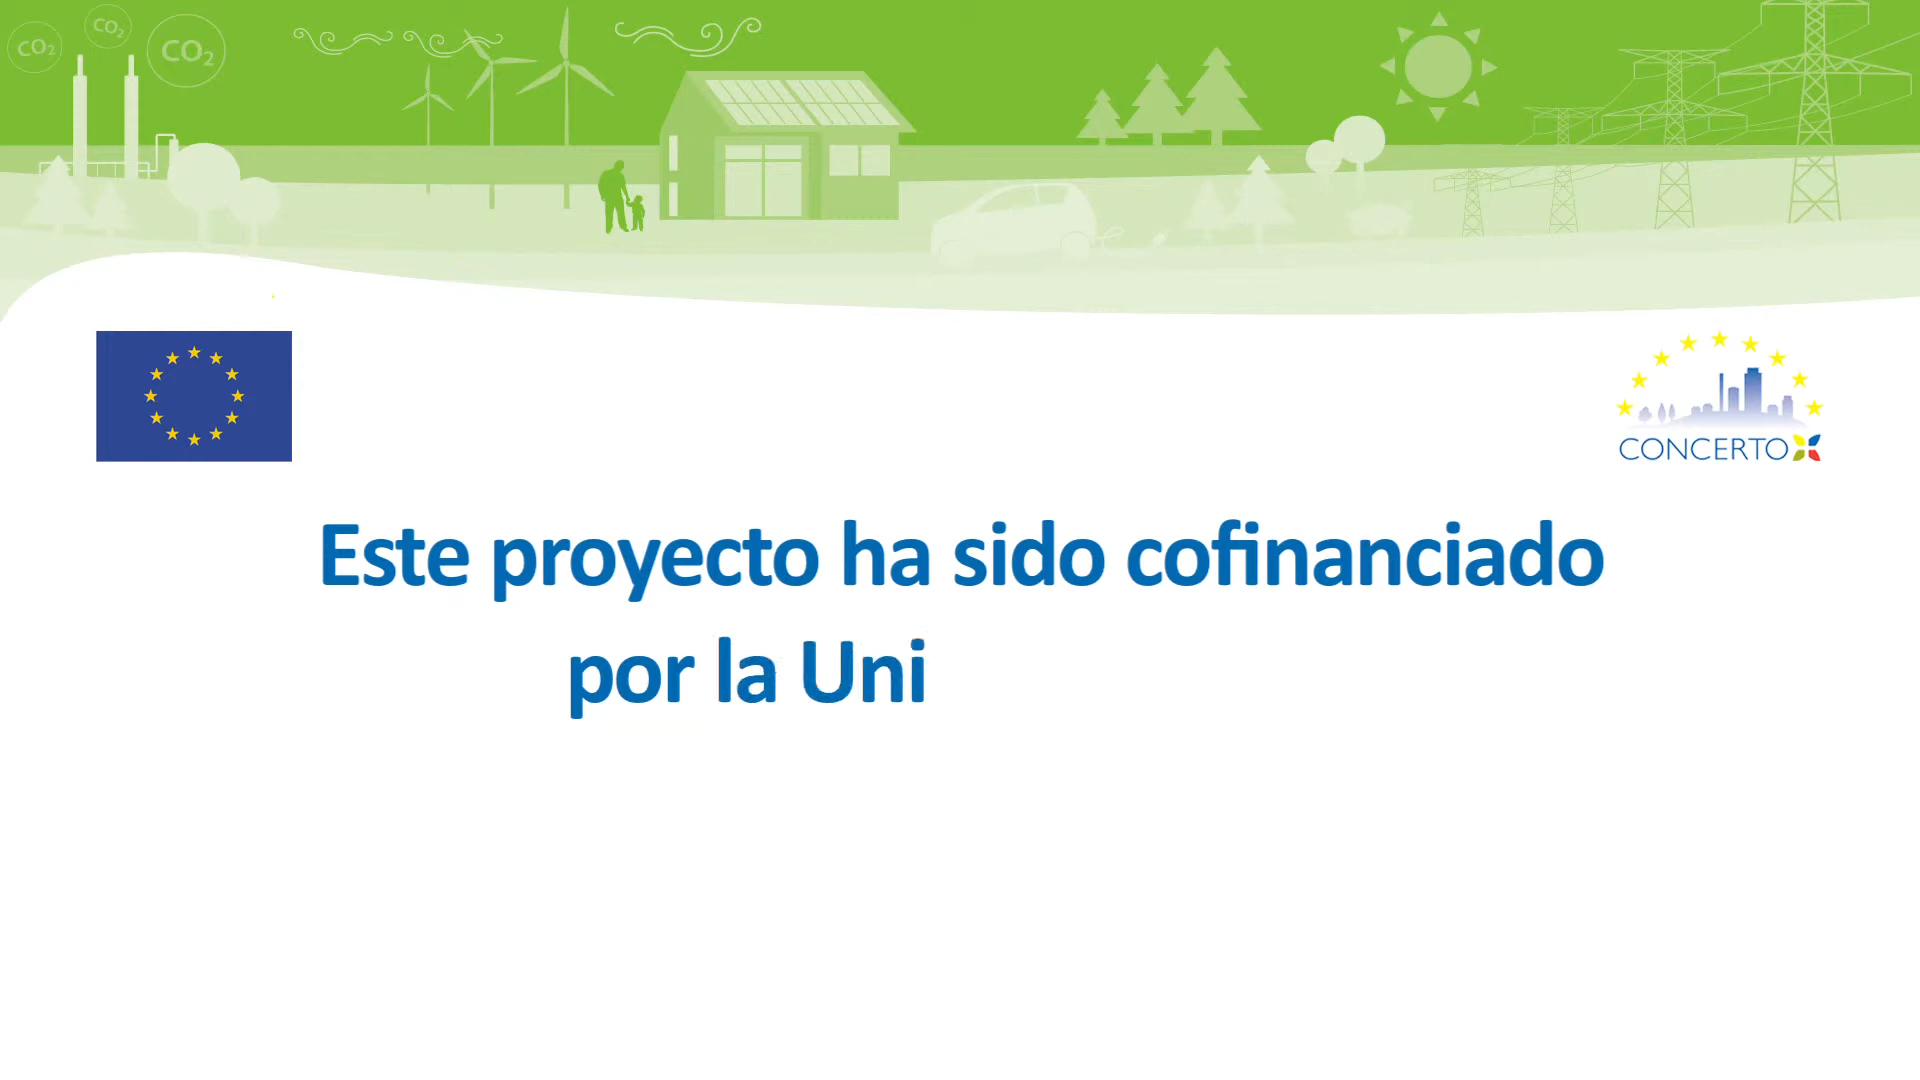 CO₂ CO₂ CO₂
CONCERTO
Este proyecto ha sido cofinanciado
por la Uni